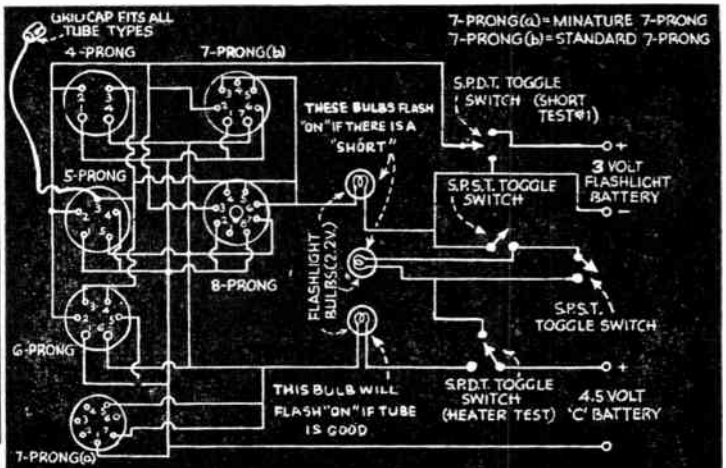 GRID CAP FITS ALL
TUBE TYPES
7-PRONG(a)=MINATURE 7-PRONG
7-PRONG(b)=STANDARD 7-PRONG
4-PRONG
7-PRONG(b)
S.P.D.T. TOGGLE
SWITCH (SHORT
TEST#1)
THESE BULBS FLASH
"ON" IF THERE IS A
"SHORT"
+
3 VOLT
FLASHLIGHT
BATTERY
−
5-PRONG
S.P.S.T. TOGGLE
SWITCH
8-PRONG
FLASHLIGHT
BULBS(2.2V.)
S.P.S.T.
TOGGLE SWITCH
6-PRONG
THIS BULB WILL
FLASH "ON" IF TUBE
IS GOOD
S.P.D.T. TOGGLE
SWITCH
(HEATER TEST)
+
4.5 VOLT
'C' BATTERY
−
7-PRONG(a)